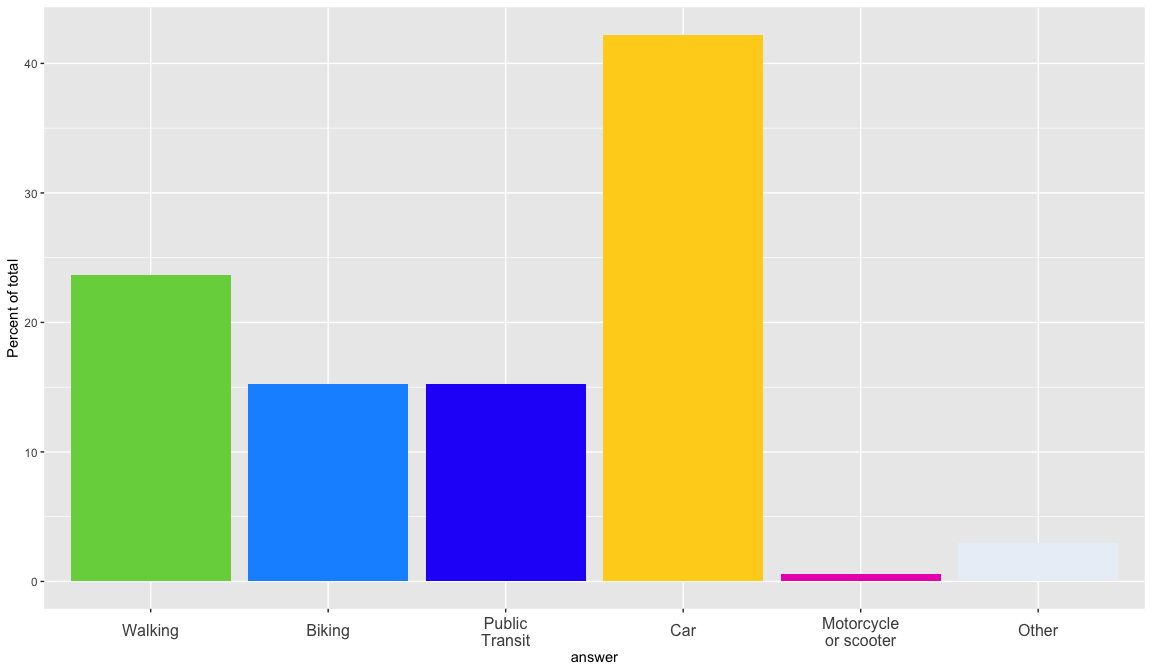 40
30
20
10
0
Percent of total
Walking
Biking
Public
Transit
Car
Motorcycle
or scooter
Other
answer